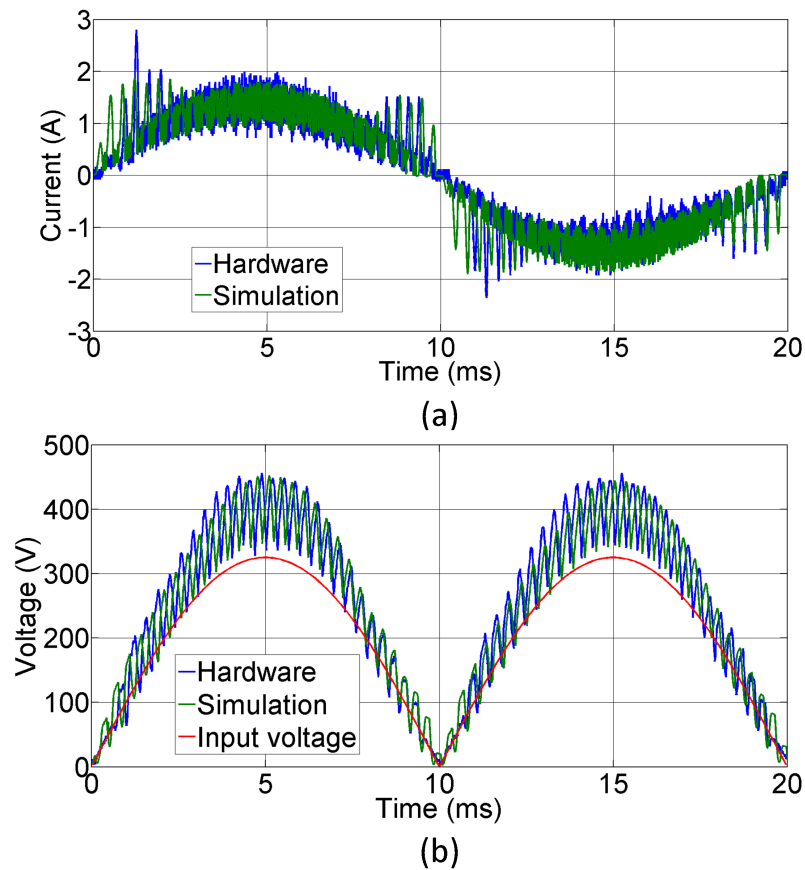 3
2
1
0
-1
-2
-3
Current (A)
Hardware
Simulation
0 5 10 15 20
Time (ms)
(a)
500
400
300
200
100
0
Voltage (V)
Hardware
Simulation
Input voltage
0 5 10 15 20
Time (ms)
(b)